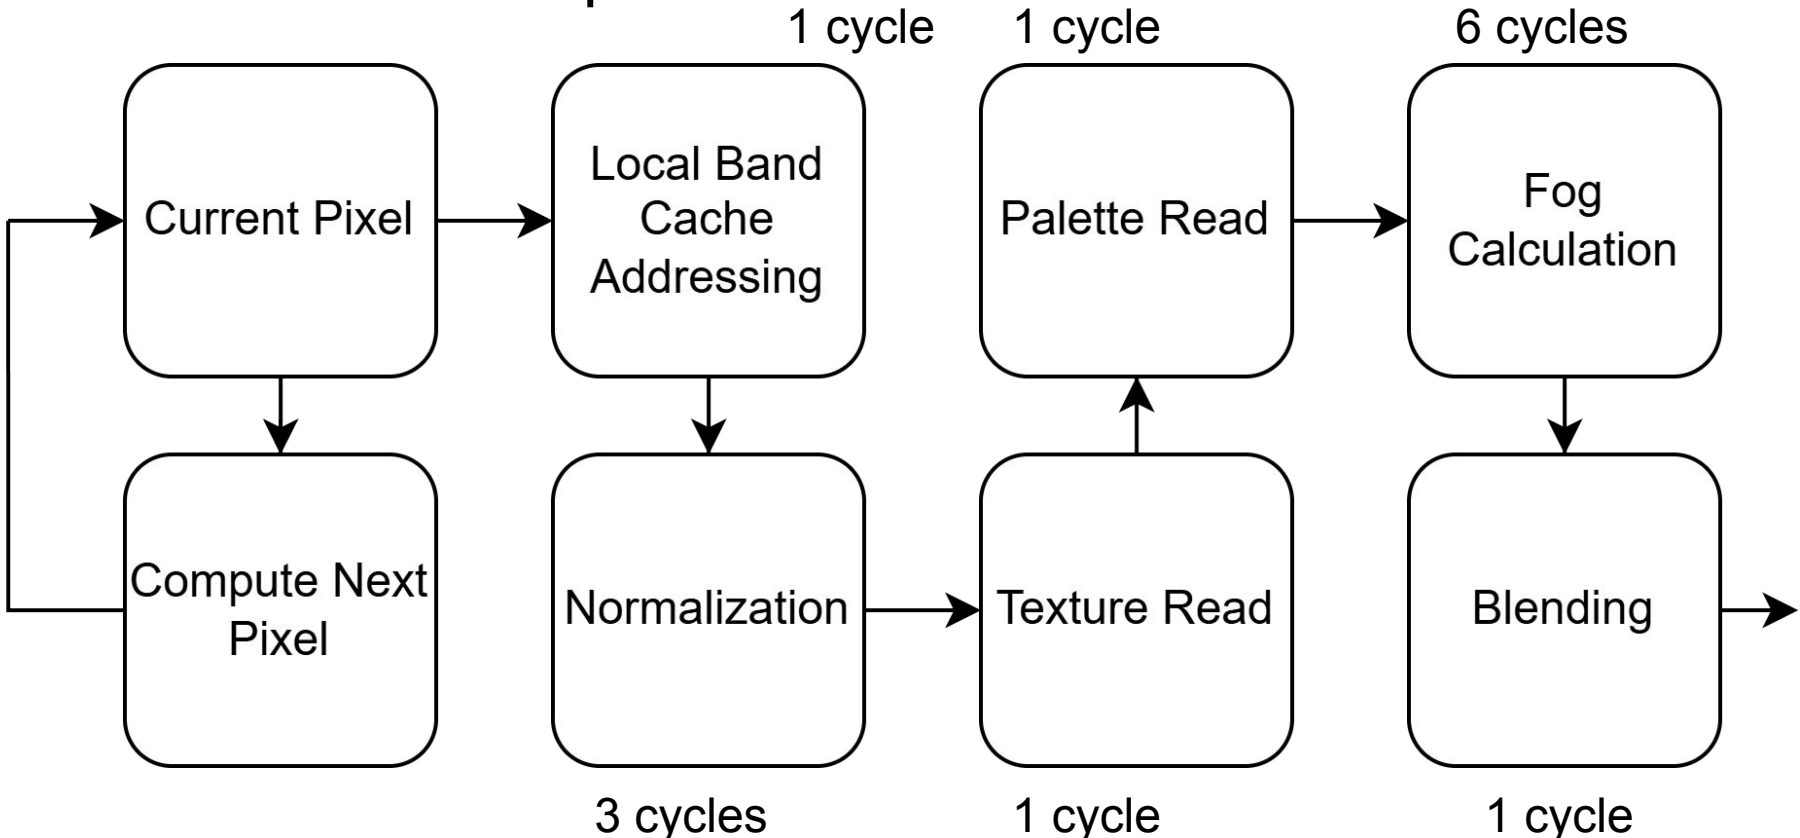 1 cycle
1 cycle
6 cycles
Current Pixel
Local Band
Cache
Addressing
Palette Read
Fog
Calculation
Compute Next
Pixel
Normalization
Texture Read
Blending
3 cycles
1 cycle
1 cycle